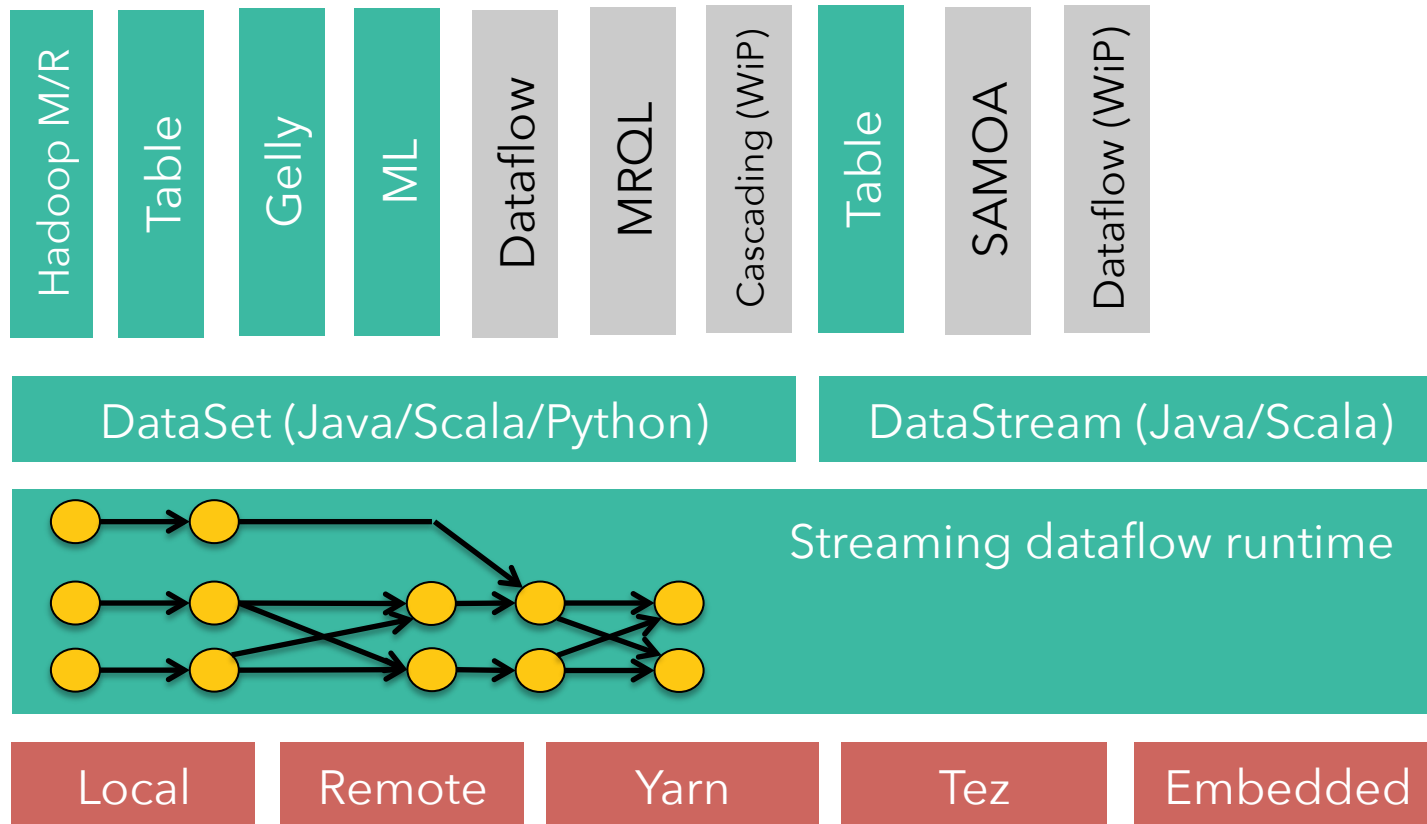 Hadoop M/R
Table
Gelly
ML
Dataflow
MRQL
Cascading (WiP)
Table
SAMOA
Dataflow (WiP)
DataSet (Java/Scala/Python)
DataStream (Java/Scala)
Streaming dataflow runtime
Local
Remote
Yarn
Tez
Embedded